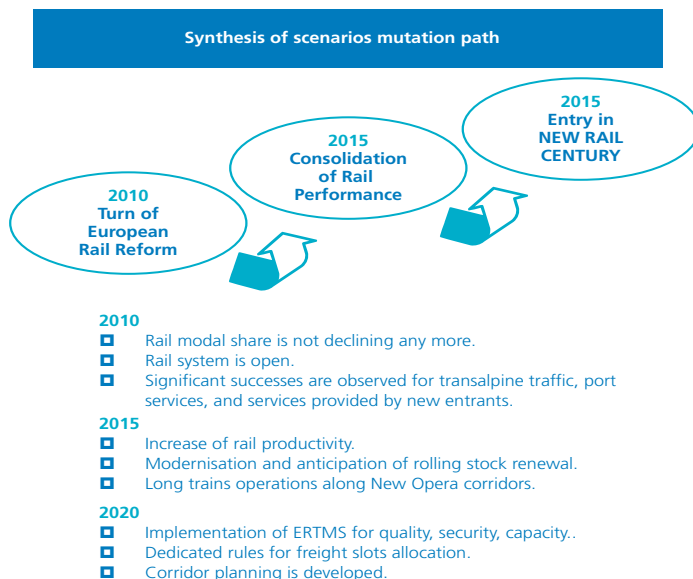 Synthesis of scenarios mutation path
2015
Entry in
NEW RAIL
CENTURY
2015
Consolidation
of Rail
Performance
2010
Turn of
European
Rail Reform
2010
Rail modal share is not declining any more.
Rail system is open.
Significant successes are observed for transalpine traffic, port
services, and services provided by new entrants.
2015
Increase of rail productivity.
Modernisation and anticipation of rolling stock renewal.
Long trains operations along New Opera corridors.
2020
Implementation of ERTMS for quality, security, capacity..
Dedicated rules for freight slots allocation.
Corridor planning is developed.